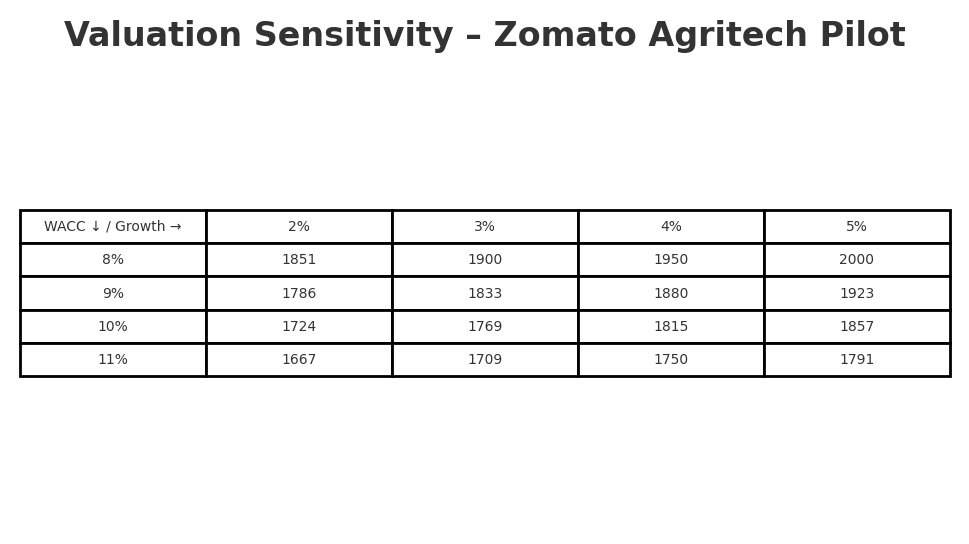 Valuation Sensitivity – Zomato Agritech Pilot
WACC ↓ / Growth → 2% 3% 4% 5%
8% 1851 1900 1950 2000
9% 1786 1833 1880 1923
10% 1724 1769 1815 1857
11% 1667 1709 1750 1791